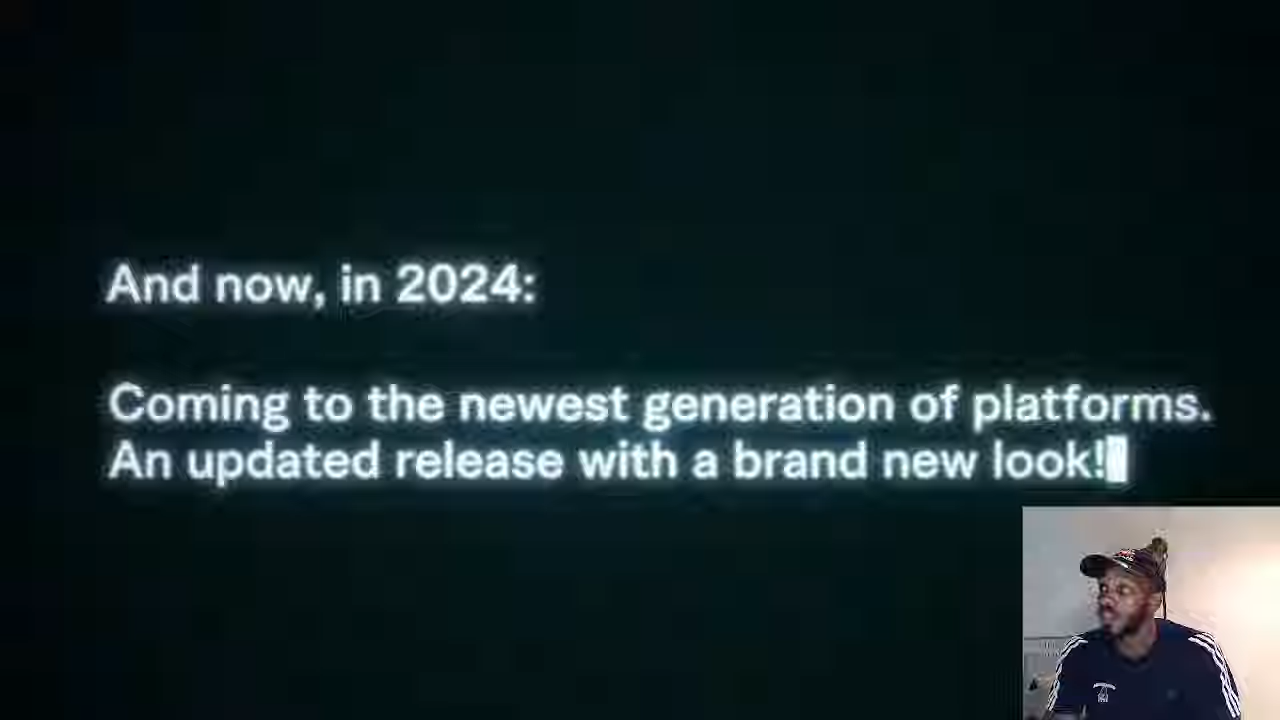 And now, in 2024:
Coming to the newest generation of platforms.
An updated release with a brand new look!